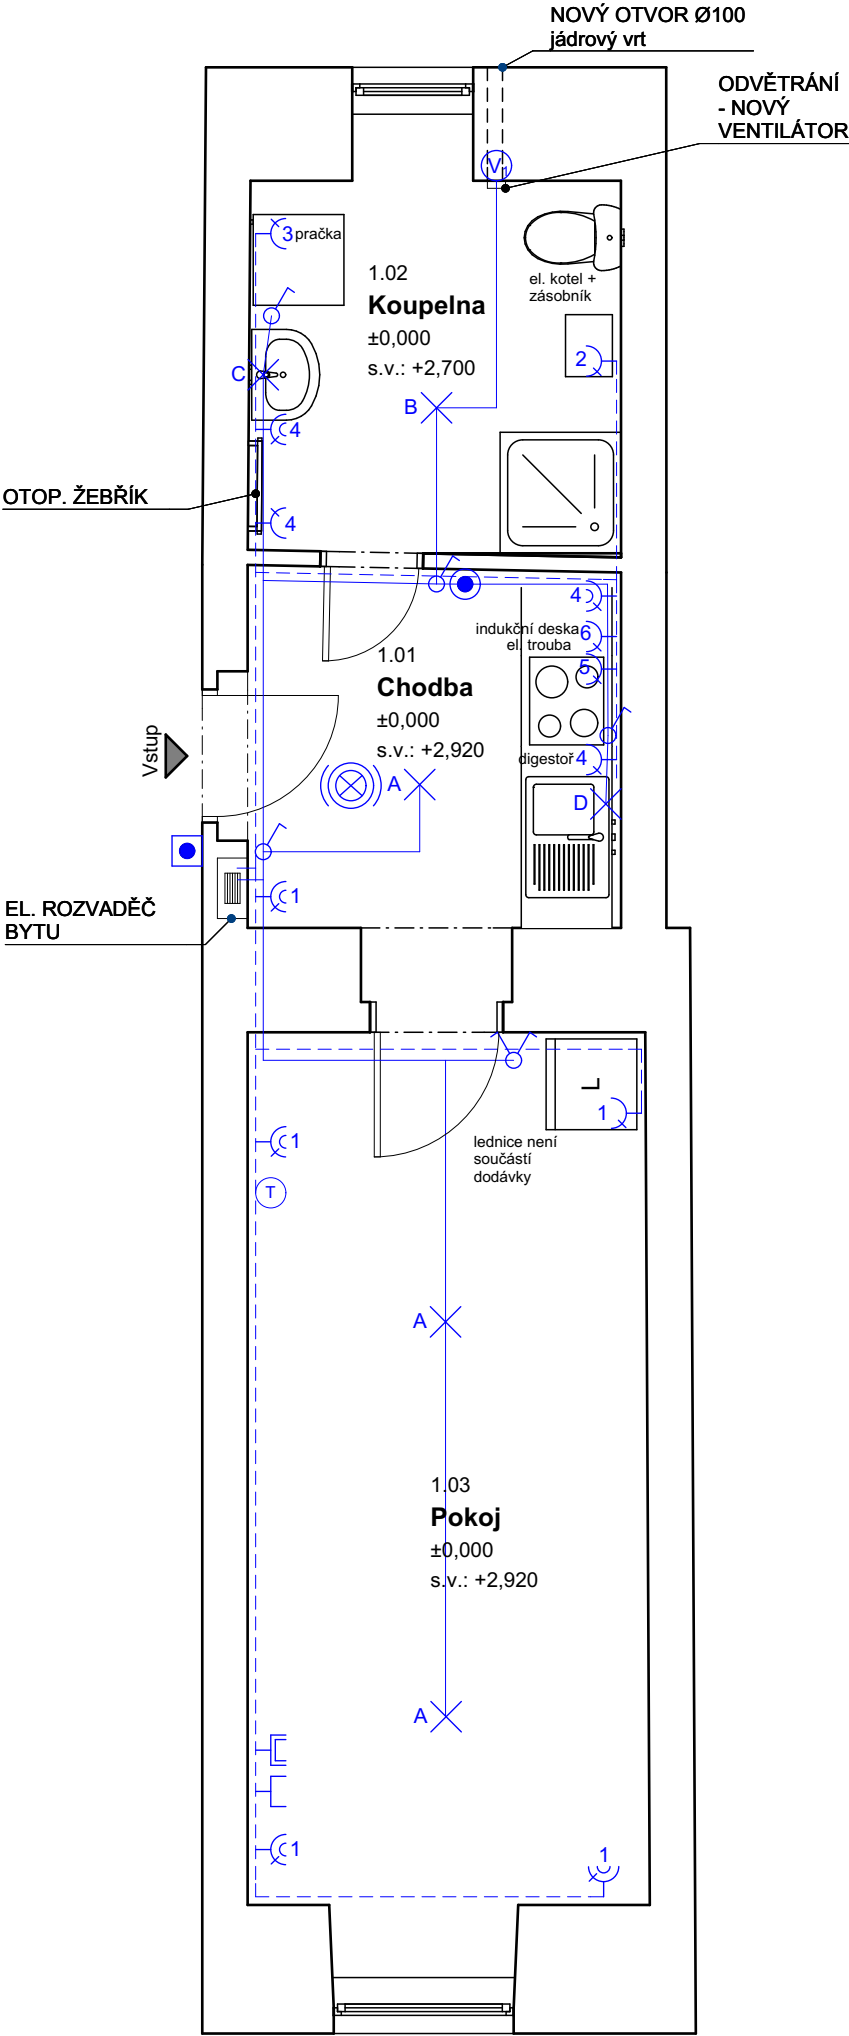 NOVÝ OTVOR Ø100
jádrový vrt
ODVĚTRÁNÍ
- NOVÝ
VENTILÁTOR
V
3
pračka
1.02
Koupelna
±0,000
s.v.: +2,700
el. kotel +
zásobník
2
C
B
4
OTOP. ŽEBŘÍK
4
4
indukční deska
el. trouba
6
5
1.01
Chodba
±0,000
s.v.: +2,920
Vstup
digestoř
4
A
D
1
EL. ROZVADĚČ
BYTU
L
1
lednice není
součástí
dodávky
1
T
A
1.03
Pokoj
±0,000
s.v.: +2,920
A
1
1